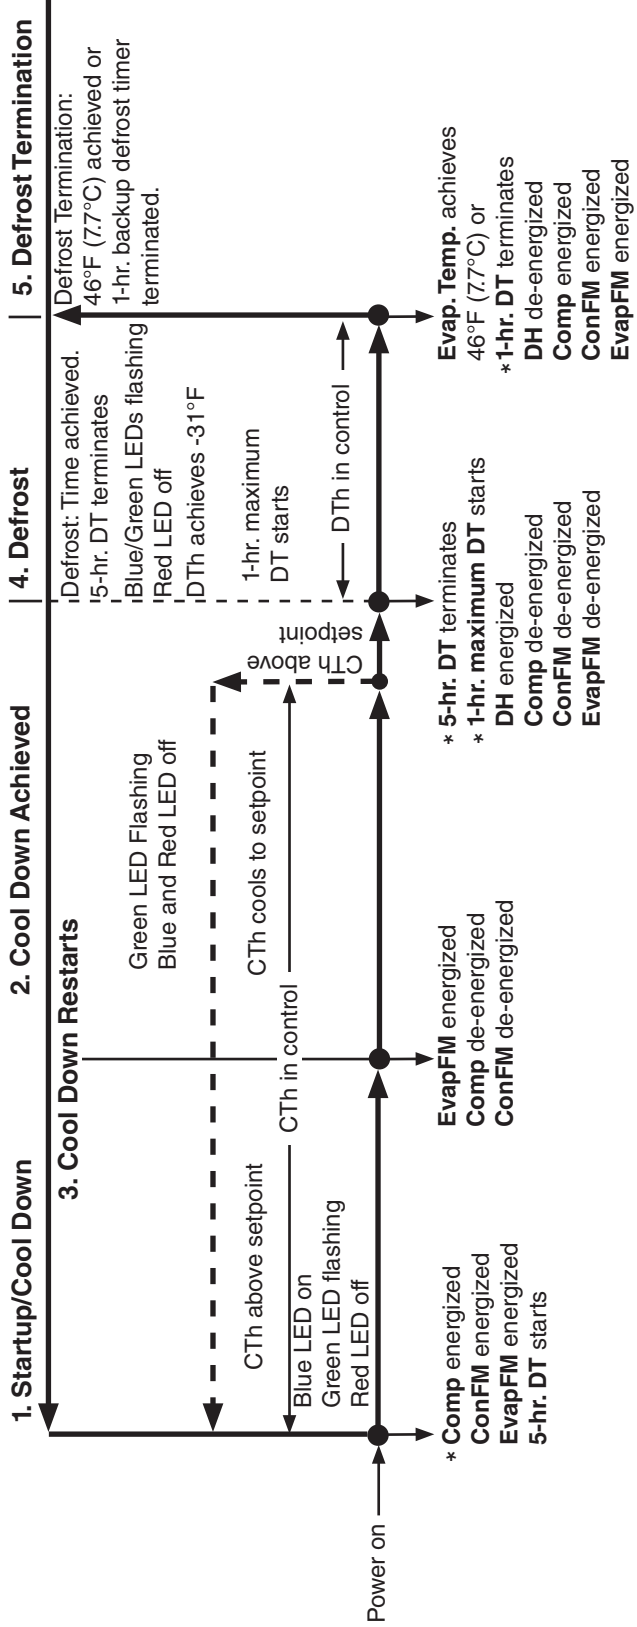 1. Startup/Cool Down
2. Cool Down Achieved
3. Cool Down Restarts
4. Defrost
5. Defrost Termination
Power on
CTh above setpoint
Blue LED on
Green LED flashing
Red LED off
CTh in control
Green LED Flashing
Blue and Red LED off
CTh cools to setpoint
CTh above
setpoint
Defrost: Time achieved.
5-hr. DT terminates
Blue/Green LEDs flashing
Red LED off
DTh achieves -31°F
1-hr. maximum
DT starts
DTh in control
Defrost Termination:
46°F (7.7°C) achieved or
1-hr. backup defrost timer
terminated.
* Comp energized
ConFM energized
EvapFM energized
5-hr. DT starts
EvapFM energized
Comp de-energized
ConFM de-energized
* 5-hr. DT terminates
* 1-hr. maximum DT starts
DH energized
Comp de-energized
ConFM de-energized
EvapFM de-energized
Evap. Temp. achieves
46°F (7.7°C) or
*1-hr. DT terminates
DH de-energized
Comp energized
ConFM energized
EvapFM energized